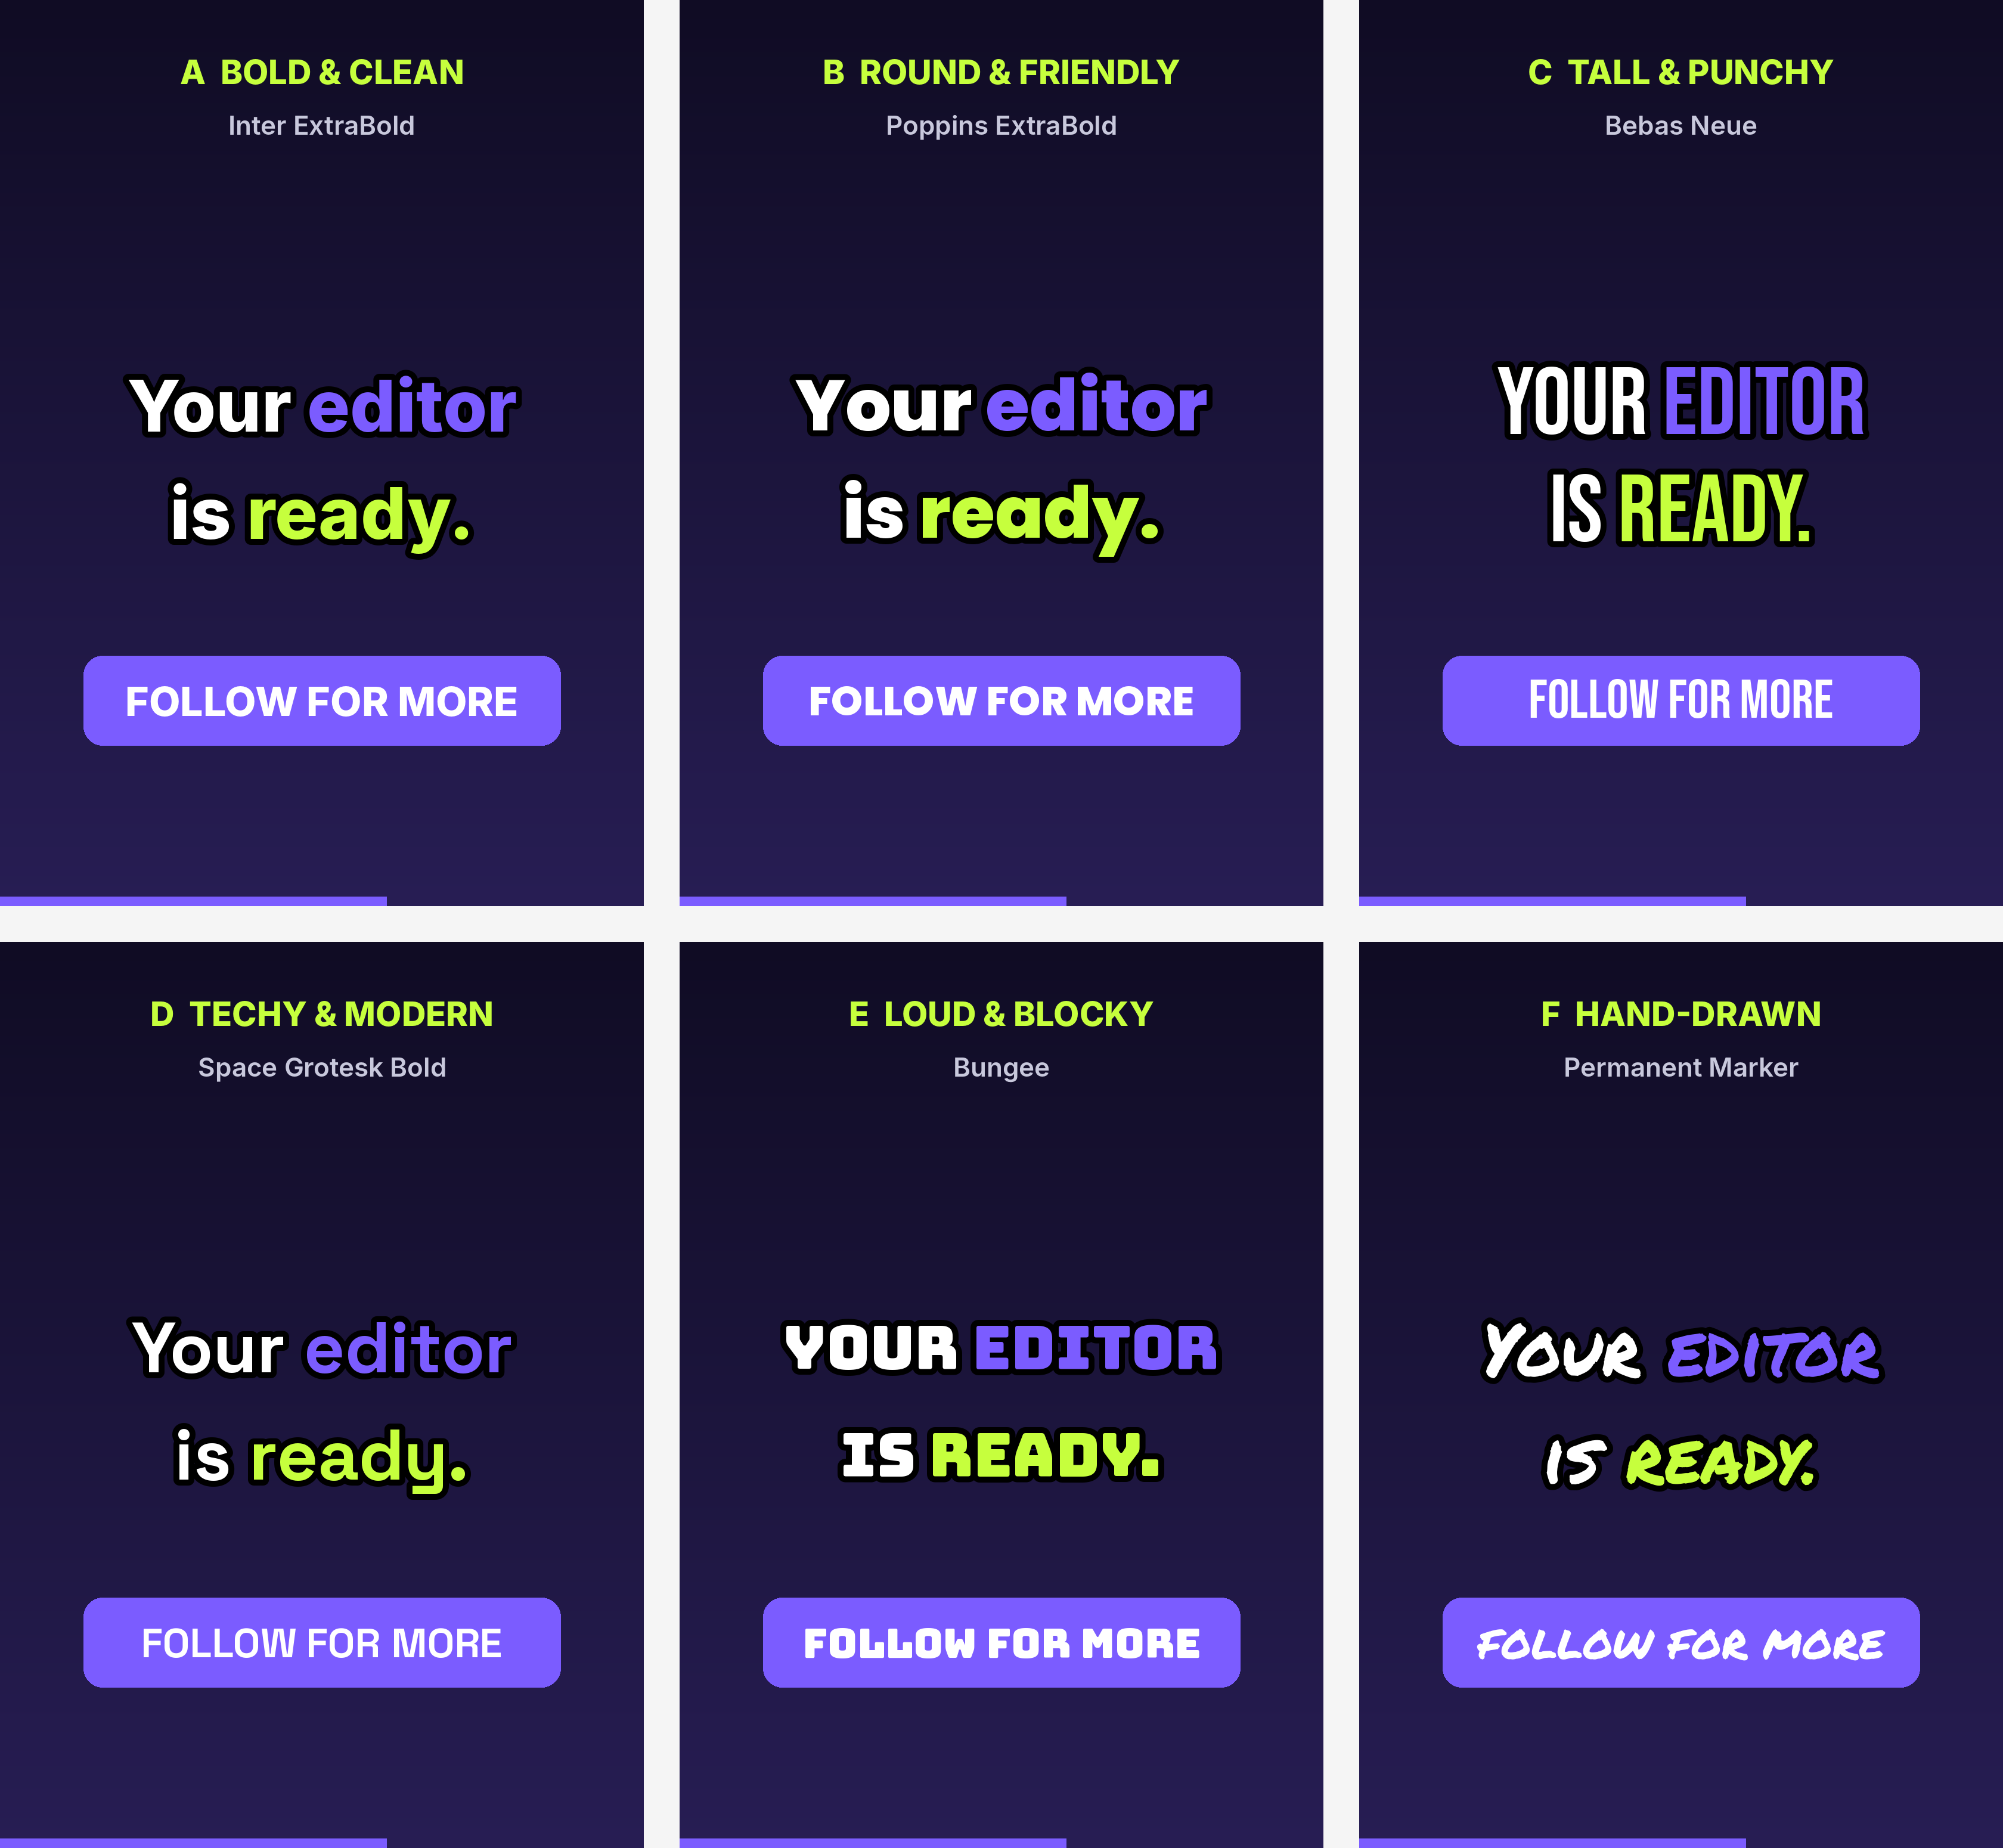 A BOLD & CLEAN
Inter ExtraBold
Your editor
is ready.
FOLLOW FOR MORE
B ROUND & FRIENDLY
Poppins ExtraBold
Your editor
is ready.
FOLLOW FOR MORE
C TALL & PUNCHY
Bebas Neue
YOUR EDITOR
IS READY.
FOLLOW FOR MORE
D TECHY & MODERN
Space Grotesk Bold
Your editor
is ready.
FOLLOW FOR MORE
E LOUD & BLOCKY
Bungee
YOUR EDITOR
IS READY.
FOLLOW FOR MORE
F HAND-DRAWN
Permanent Marker
YOUR EDITOR
IS READY.
FOLLOW FOR MORE